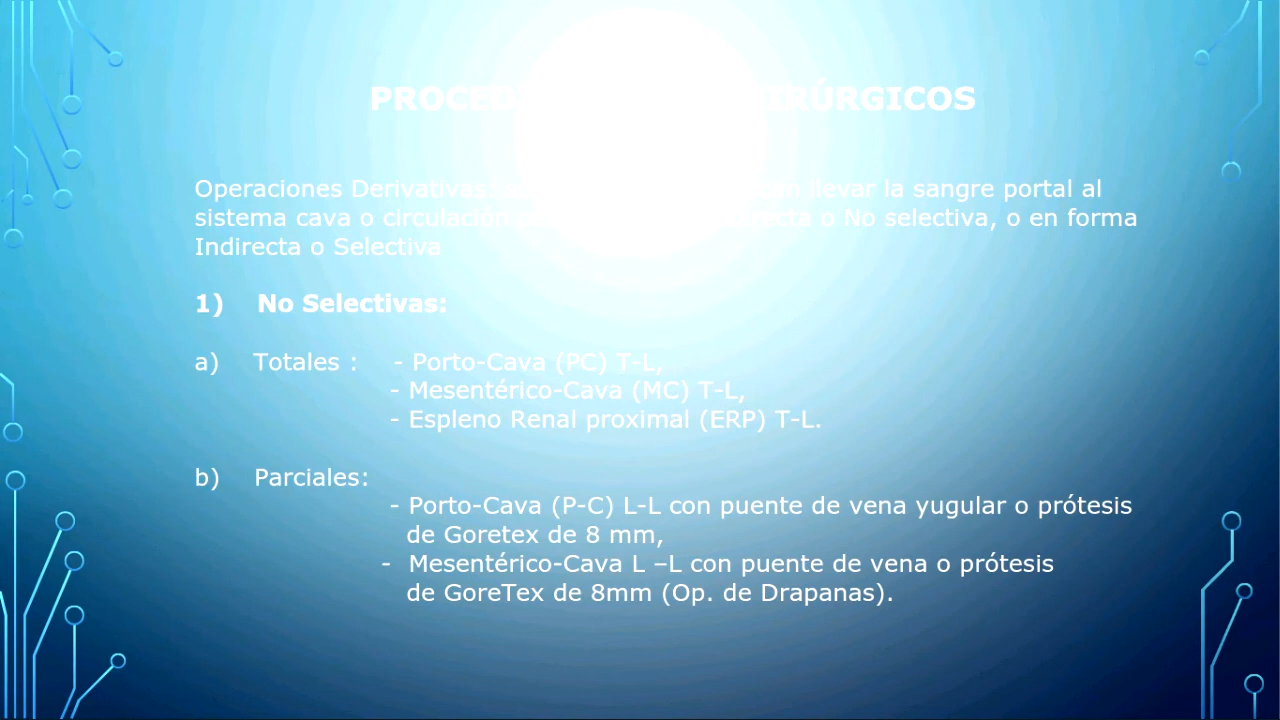 PROCED IRÚRGICOS
Operaciones Derivativas: llevar la sangre portal al
sistema cava o circulación o No selectiva, o en forma
Indirecta o Selectiva
1) No Selectivas:
a) Totales : - Porto-Cava (PC) T-L,
- Mesentérico-Cava (MC) T-L,
- Espleno Renal proximal (ERP) T-L.
b) Parciales:
- Porto-Cava (P-C) L-L con puente de vena yugular o prótesis
de Goretex de 8 mm,
- Mesentérico-Cava L –L con puente de vena o prótesis
de GoreTex de 8mm (Op. de Drapanas).